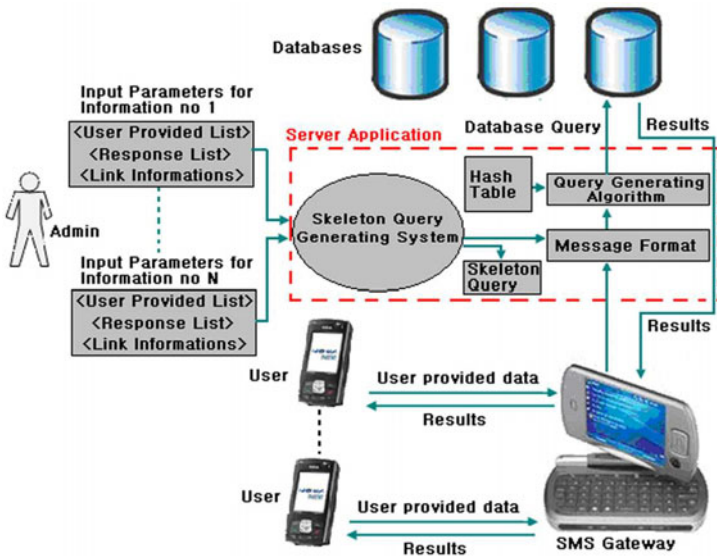 Databases
Input Parameters for
Information no 1
<User Provided List>
<Response List>
<Link Informations>
Admin
Input Parameters for
Information no N
<User Provided List>
<Response List>
<Link Informations>
Server Application
Database Query
Results
Skeleton Query
Generating System
Hash
Table
Query Generating
Algorithm
Message Format
Skeleton
Query
Results
User
User provided data
Results
User
User provided data
Results
SMS Gateway